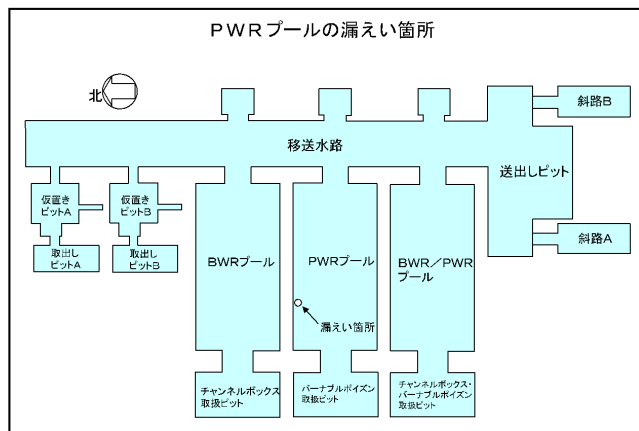 PWRプールの漏えい箇所
北
斜路B
移送水路
送出しピット
仮置き
ピットA
仮置き
ピットB
取出し
ピットA
取出し
ピットB
斜路A
BWRプール
PWRプール
BWR／PWR
プール
漏えい箇所
チャンネルボックス
取扱ピット
バーナブルポイズン
取扱ピット
チャンネルボックス・
バーナブルポイズン
取扱ピット